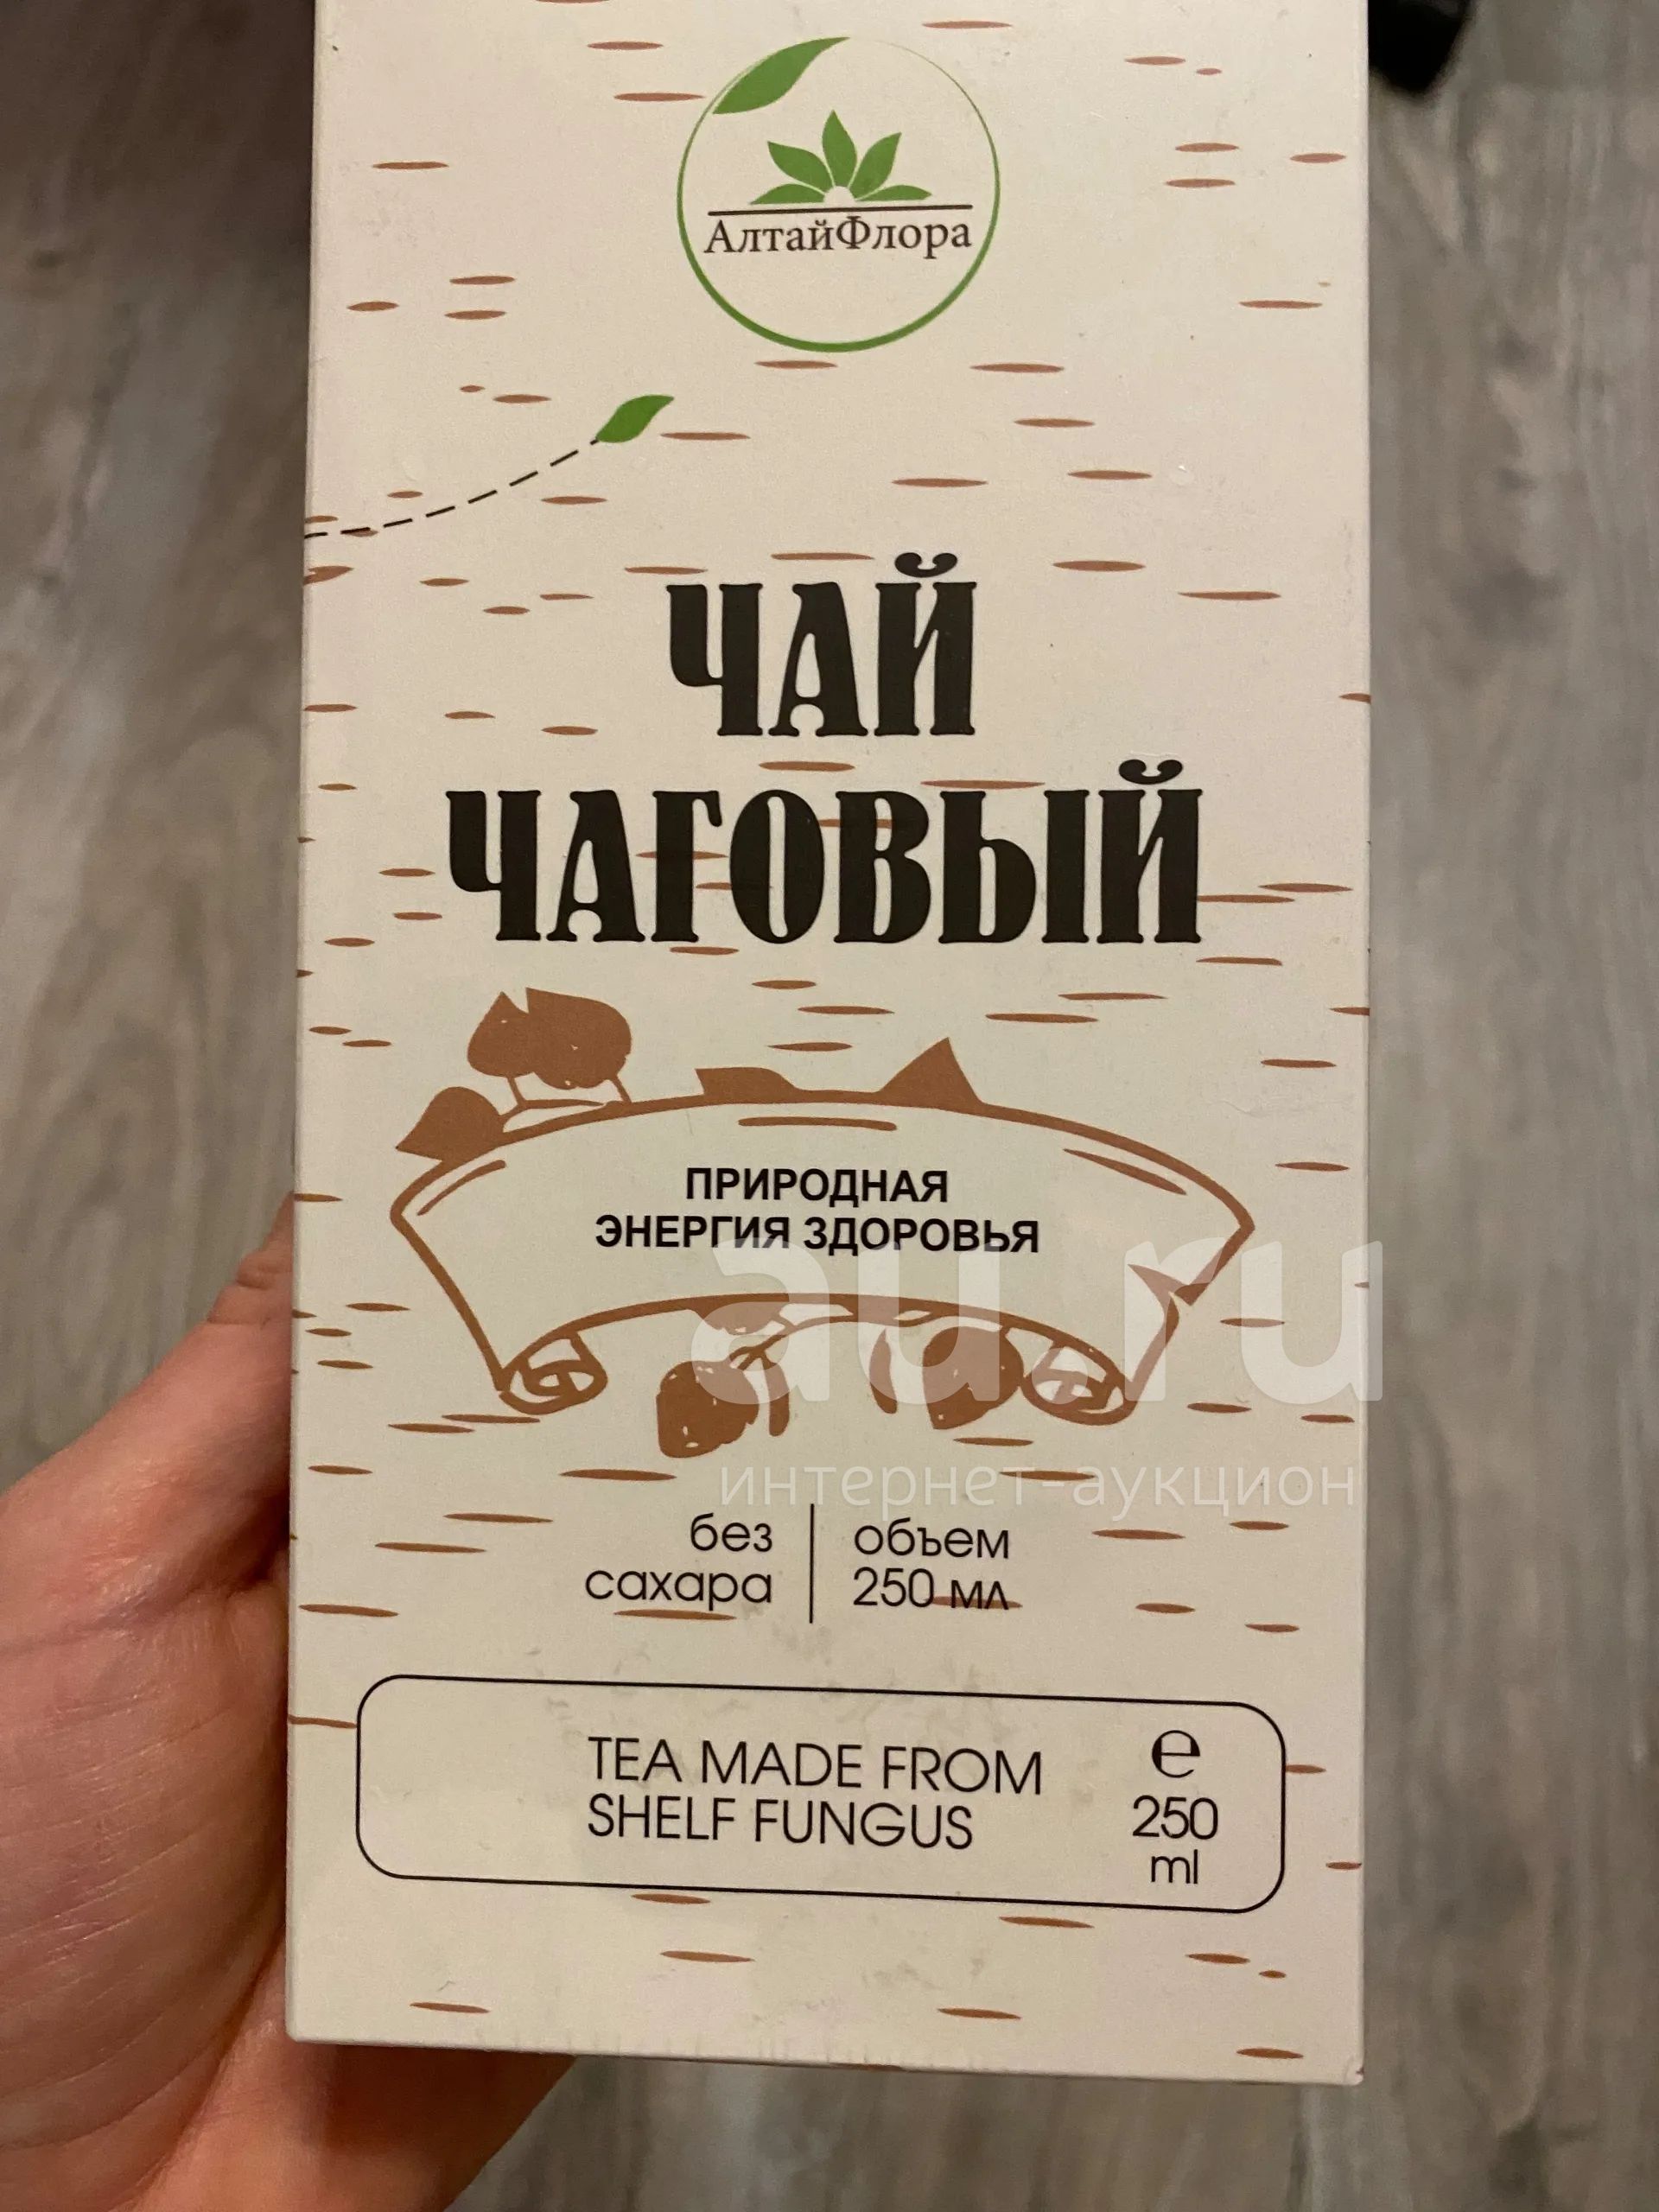 АлтайФлора
ЧАЙ
ЧАГОВЫЙ
ПРИРОДНАЯ
ЭНЕРГИЯ ЗДОРОВЬЯ
au.ru
интернет-аукцион
без
сахара
объем
250 мл
TEA MADE FROM
SHELF FUNGUS
℮
250
ml